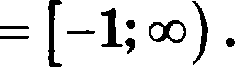 = [−1; ∞).